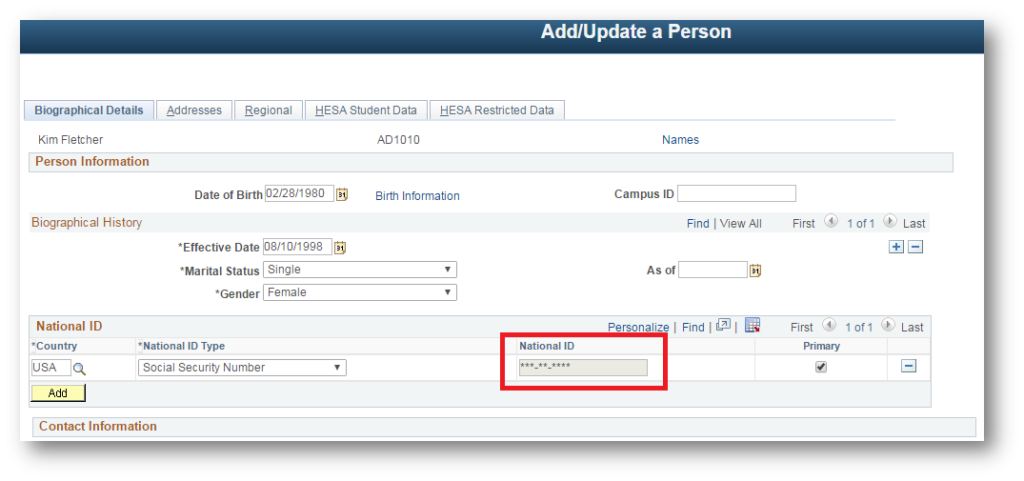 Add/Update a Person
Biographical Details Addresses Regional HESA Student Data HESA Restricted Data
Kim Fletcher AD1010 Names
Person Information
Date of Birth 02/28/1980 31 Birth Information Campus ID
Biographical History Find | View All First 1 of 1 Last
*Effective Date 08/10/1998 31 + −
*Marital Status Single As of 31
*Gender Female
National ID Personalize | Find | | First 1 of 1 Last
*Country *National ID Type National ID Primary
USA Social Security Number ***-**-**** −
Add
Contact Information